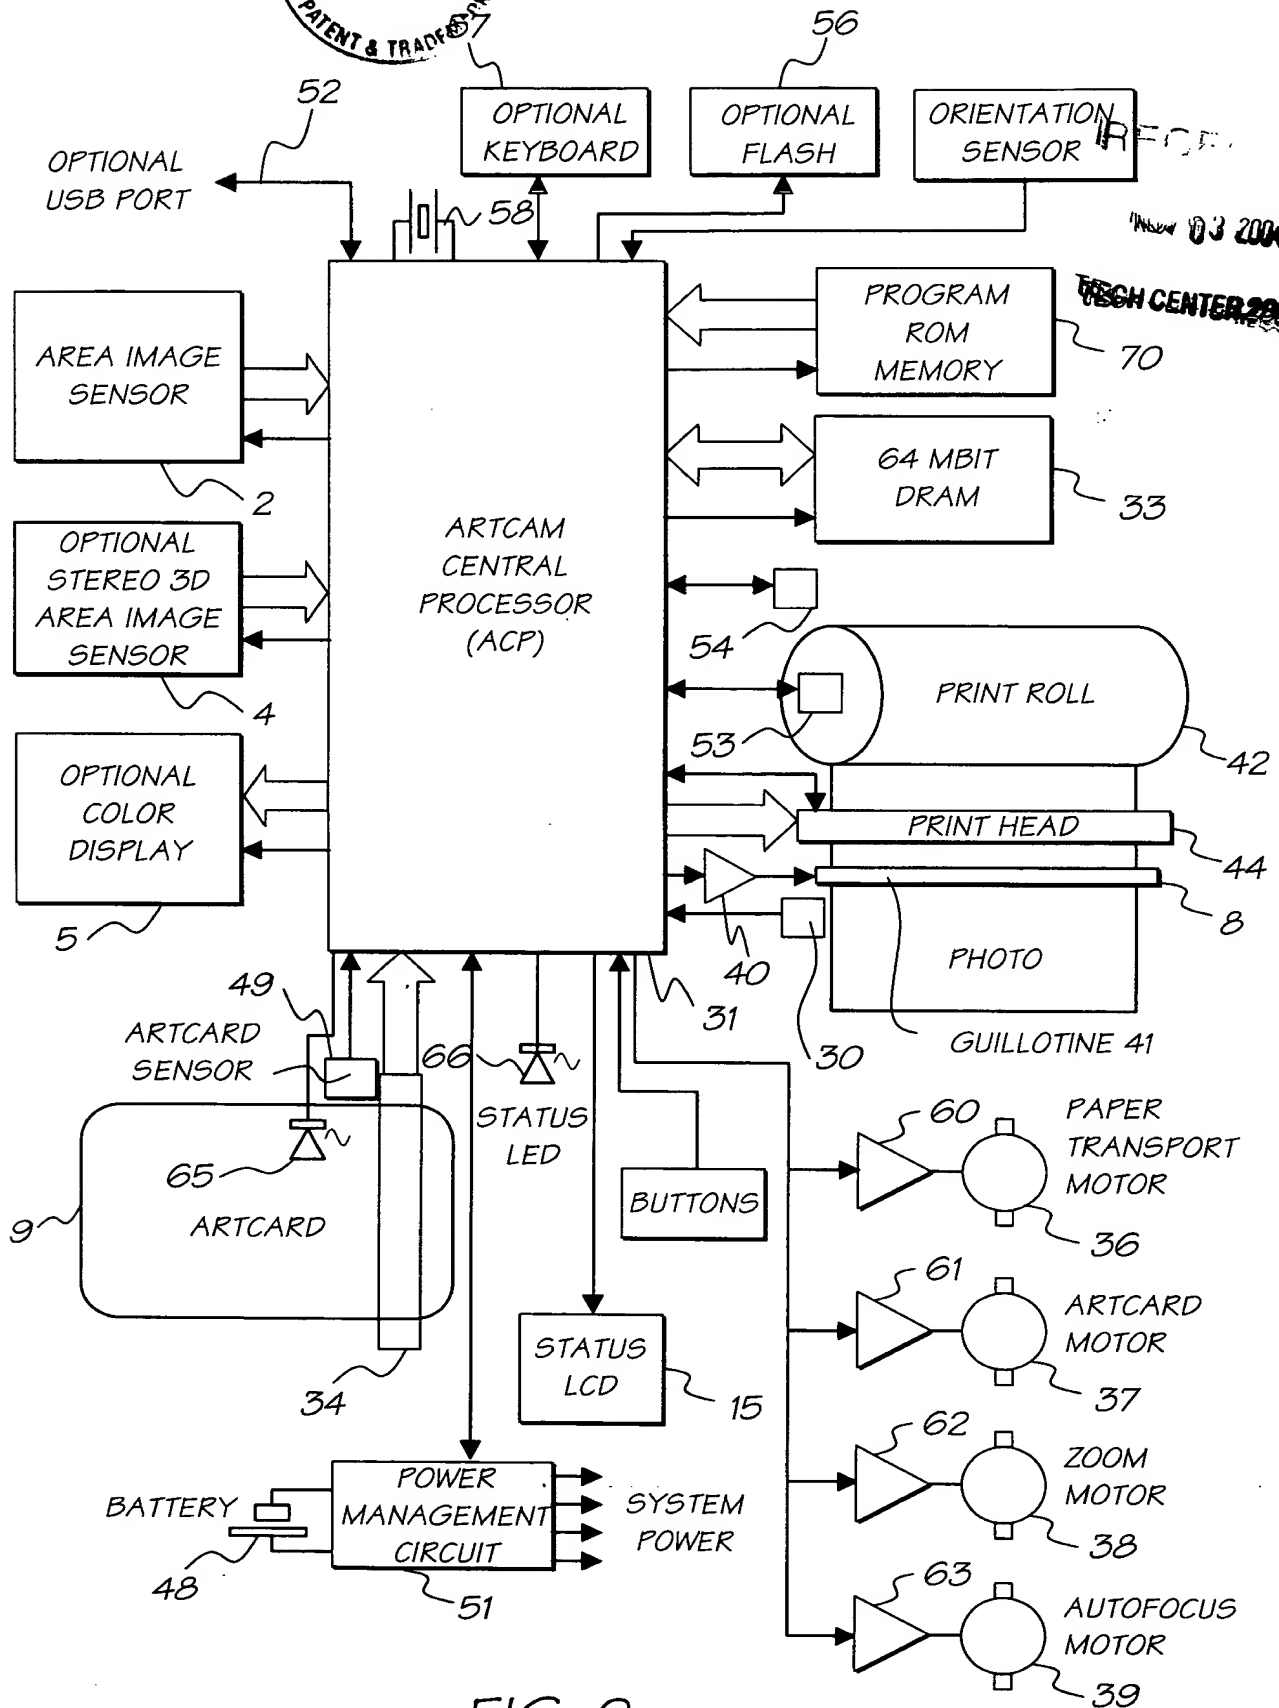 PATENT & TRADEMARK
57
56
52
OPTIONAL
KEYBOARD
OPTIONAL
FLASH
ORIENTATION
SENSOR
OPTIONAL
USB PORT
58
03 200
TECH CENTER
AREA IMAGE
SENSOR
2
PROGRAM
ROM
MEMORY
70
64 MBIT
DRAM
33
OPTIONAL
STEREO 3D
AREA IMAGE
SENSOR
4
ARTCAM
CENTRAL
PROCESSOR
(ACP)
54
PRINT ROLL
53
42
OPTIONAL
COLOR
DISPLAY
5
PRINT HEAD
44
8
40
PHOTO
31
30
GUILLOTINE 41
49
ARTCARD
SENSOR
66
STATUS
LED
65
9
ARTCARD
BUTTONS
34
STATUS
LCD
15
60
PAPER
TRANSPORT
MOTOR
36
61
ARTCARD
MOTOR
37
62
ZOOM
MOTOR
38
63
AUTOFOCUS
MOTOR
39
BATTERY
48
POWER
MANAGEMENT
CIRCUIT
51
SYSTEM
POWER